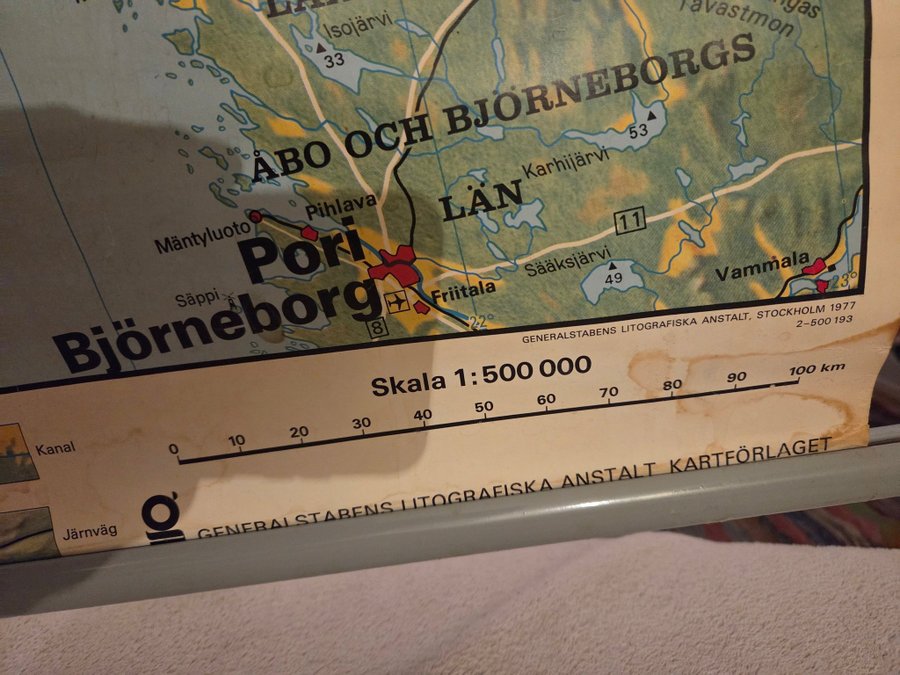 Isojärvi
33
Tavastmon
ÅBO OCH BJÖRNEBORGS
LÄN
53
Karhijärvi
Pihlava
Mäntyluoto
Pori
Björneborg
Säppi
11
Sääksjärvi
49
Vammala
Friitala
8
22°
23°
GENERALSTABENS LITOGRAFISKA ANSTALT, STOCKHOLM 1977
2-500 193
Skala 1:500 000
0 10 20 30 40 50 60 70 80 90 100 km
Kanal
Järnväg
GENERALSTABENS LITOGRAFISKA ANSTALT KARTFÖRLAGET